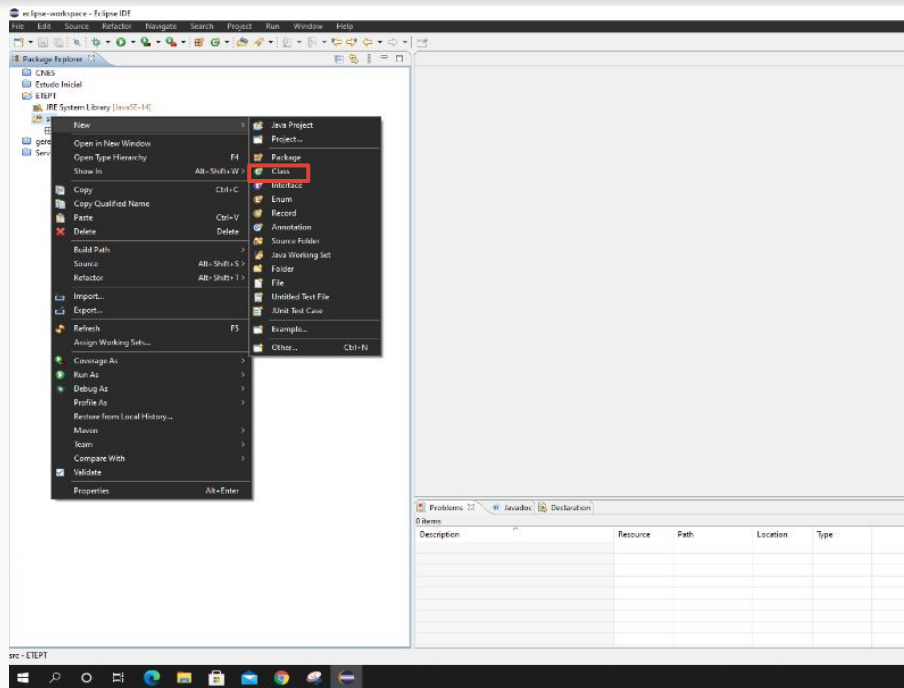 eclipse-workspace - Eclipse IDE
File Edit Source Refactor Navigate Search Project Run Window Help
Package Explorer
CNES
Estudo Inicial
ETEPT
JRE System Library [JavaSE-14]
s
gere
Serv
New
Open in New Window
Open Type Hierarchy F4
Show In Alt+Shift+W >
Copy Ctrl+C
Copy Qualified Name
Paste Ctrl+V
Delete Delete
Build Path >
Source Alt+Shift+S >
Refactor Alt+Shift+T >
Import...
Export...
Refresh F5
Assign Working Sets...
Coverage As >
Run As >
Debug As >
Profile As >
Restore from Local History...
Maven >
Team >
Compare With >
Validate
Properties Alt+Enter
Java Project
Project...
Package
Class
Interface
Enum
Record
Annotation
Source Folder
Java Working Set
Folder
File
Untitled Text File
JUnit Test Case
Example...
Other... Ctrl+N
Problems Javadoc Declaration
0 items
Description Resource Path Location Type
src - ETEPT